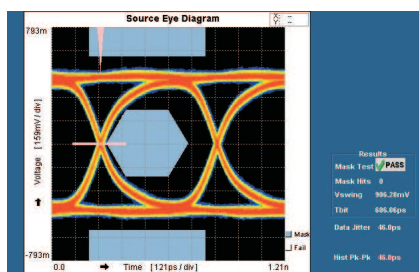 Source Eye Diagram
X: --
Y: --
793m
Voltage [159mV / div]
-793m
0.0
Time [121ps / div]
1.21n
Mask
Fail
Results
Mask Test PASS
Mask Hits 0
Vswing 906.28mV
Tbit 606.06ps
Data Jitter 46.0ps
Hist Pk-Pk 46.0ps